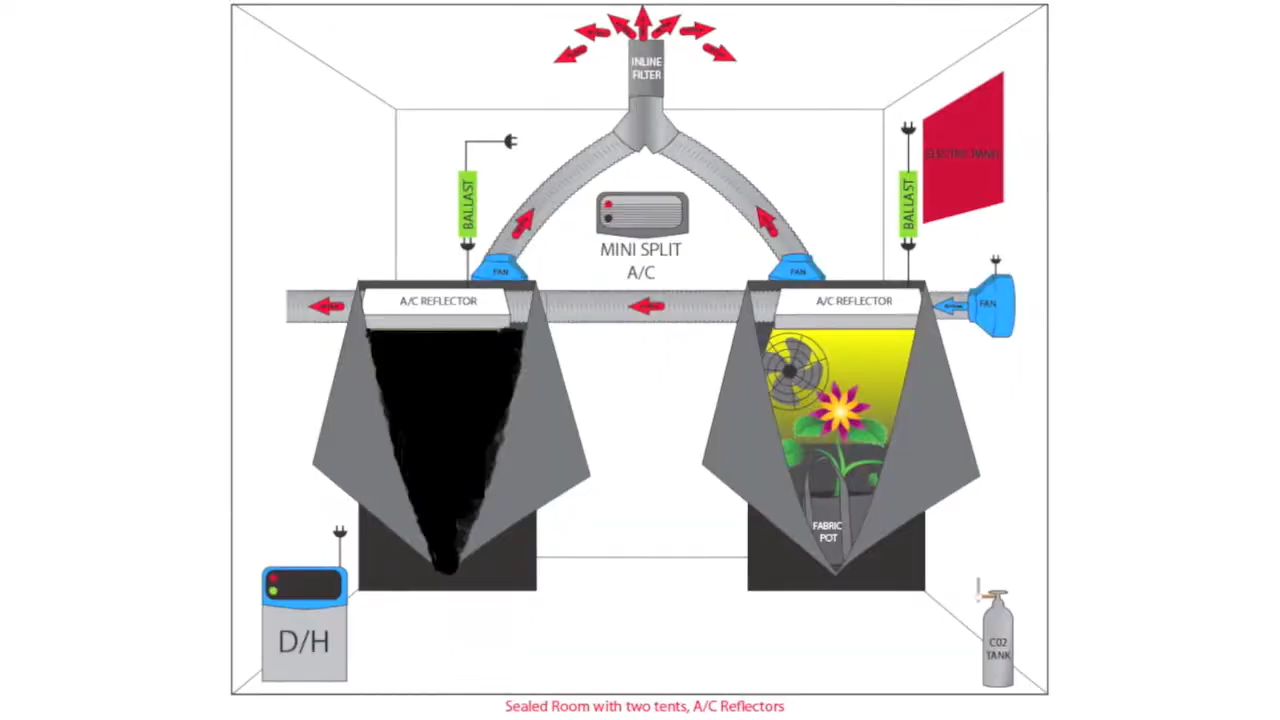 INLINE
FILTER
ELECTRIC PANEL
BALLAST
BALLAST
MINI SPLIT
A/C
FAN
FAN
A/C REFLECTOR
A/C REFLECTOR
FAN
FABRIC
POT
D/H
C02
TANK
Sealed Room with two tents, A/C Reflectors